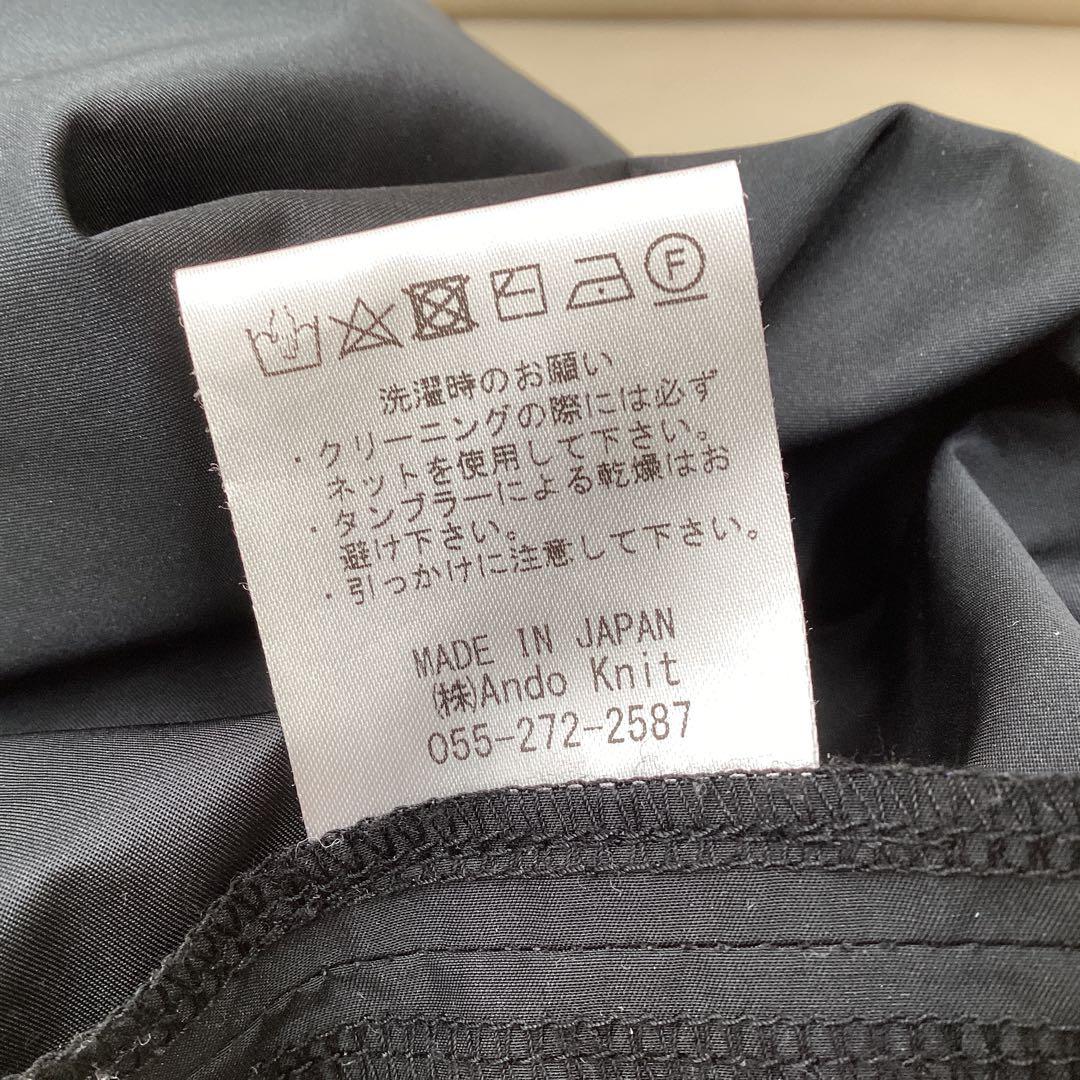 F
洗濯時のお願い
・クリーニングの際には必ず
ネットを使用して下さい。
・タンブラーによる乾燥はお
避け下さい。
・引っかけに注意して下さい。
MADE IN JAPAN
(株)Ando Knit
055-272-2587